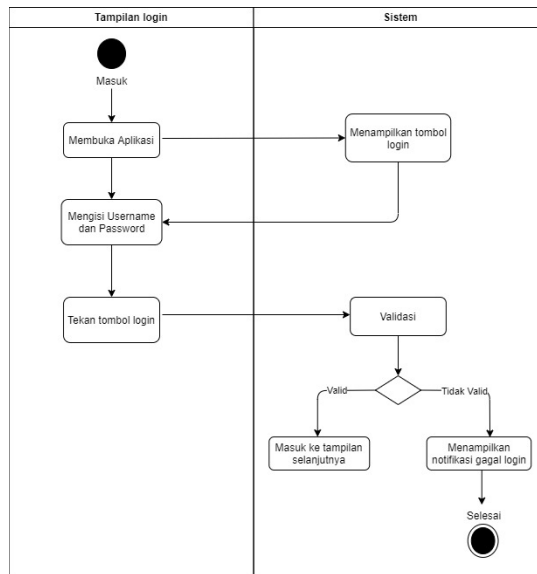 Tampilan login
Sistem
Masuk
Membuka Aplikasi
Menampilkan tombol
login
Mengisi Username
dan Password
Tekan tombol login
Validasi
Valid
Tidak Valid
Masuk ke tampilan
selanjutnya
Menampilkan
notifikasi gagal login
Selesai